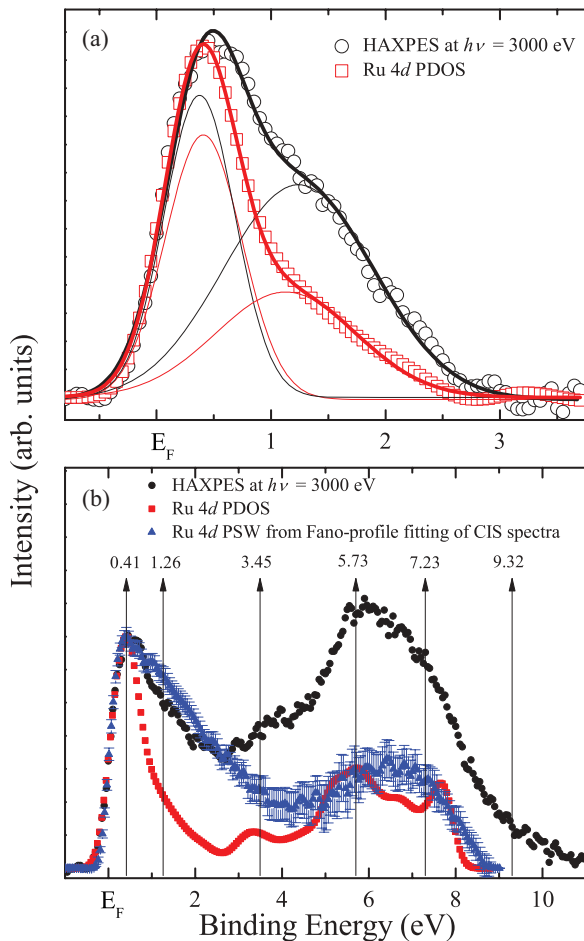 (a)
HAXPES at hν = 3000 eV
Ru 4d PDOS
E_F 1 2 3
Intensity (arb. units)
(b)
HAXPES at hν = 3000 eV
Ru 4d PDOS
Ru 4d PSW from Fano-profile fitting of CIS spectra
0.41 1.26 3.45 5.73 7.23 9.32
E_F 2 4 6 8 10
Binding Energy (eV)